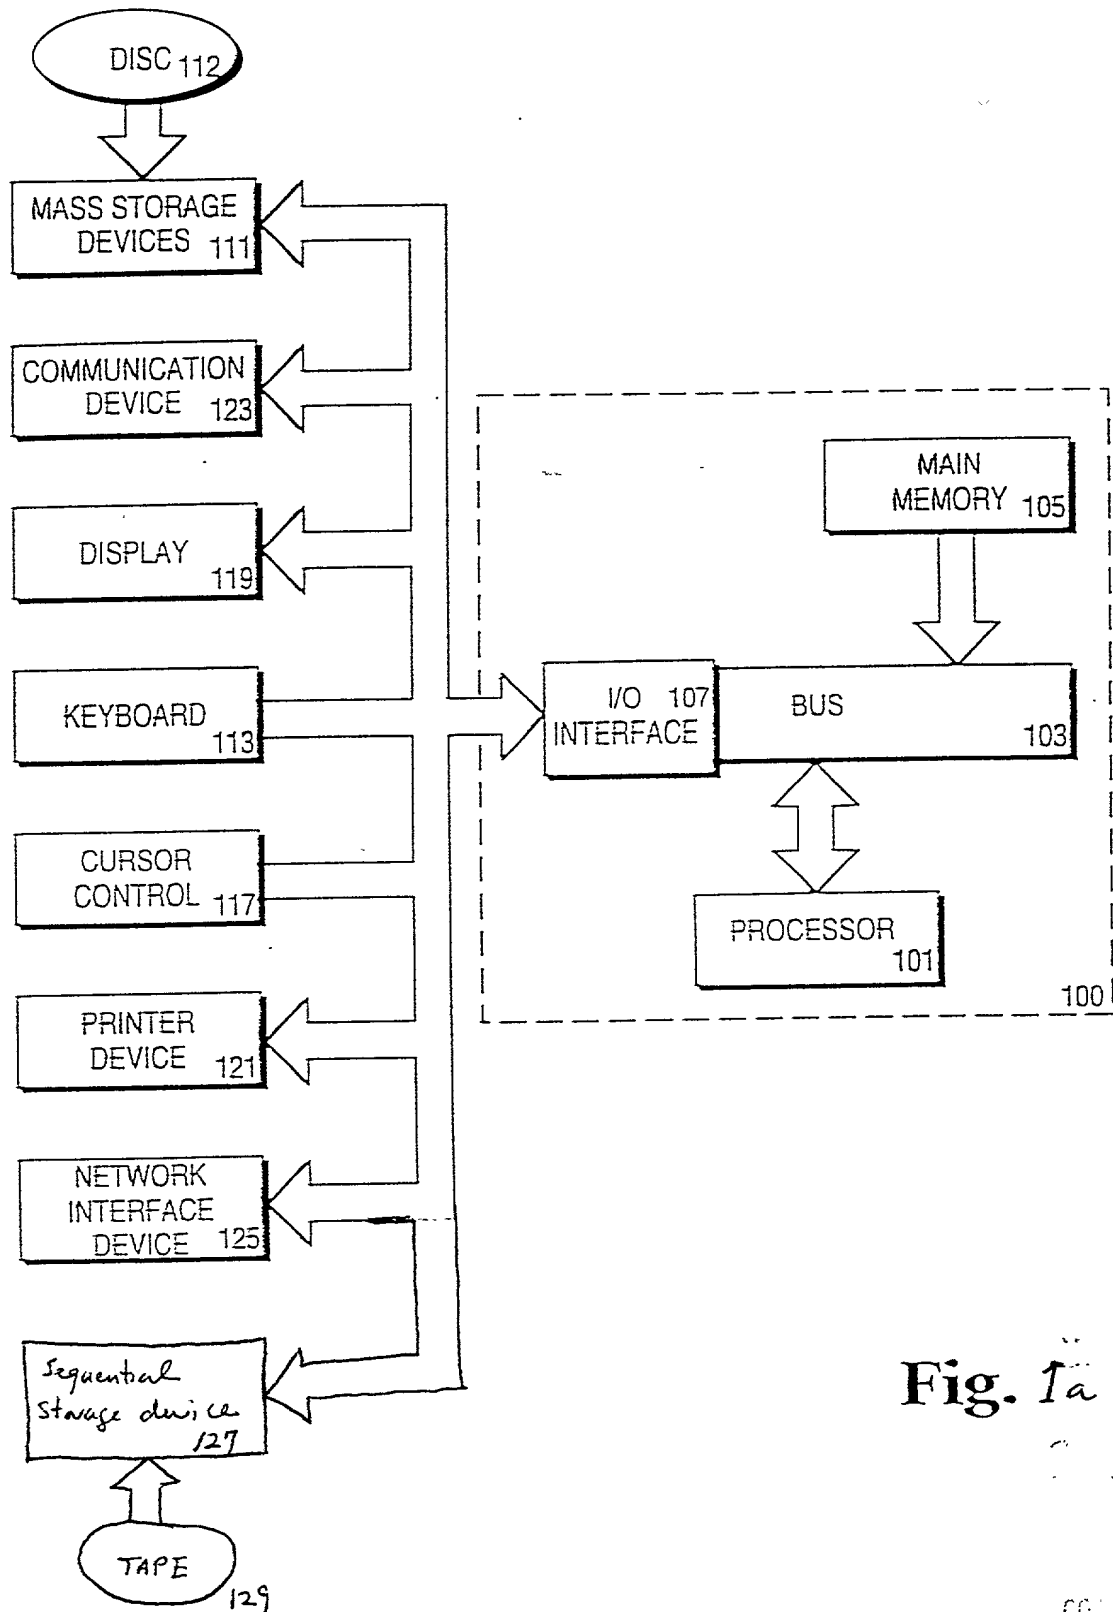 DISC 112
MASS STORAGE
DEVICES 111
COMMUNICATION
DEVICE 123
DISPLAY
119
KEYBOARD
113
CURSOR
CONTROL 117
PRINTER
DEVICE 121
NETWORK
INTERFACE
DEVICE 125
Sequential
Storage device
127
TAPE
129
MAIN
MEMORY 105
I/O 107
INTERFACE
BUS
103
PROCESSOR
101
100
Fig. 1a